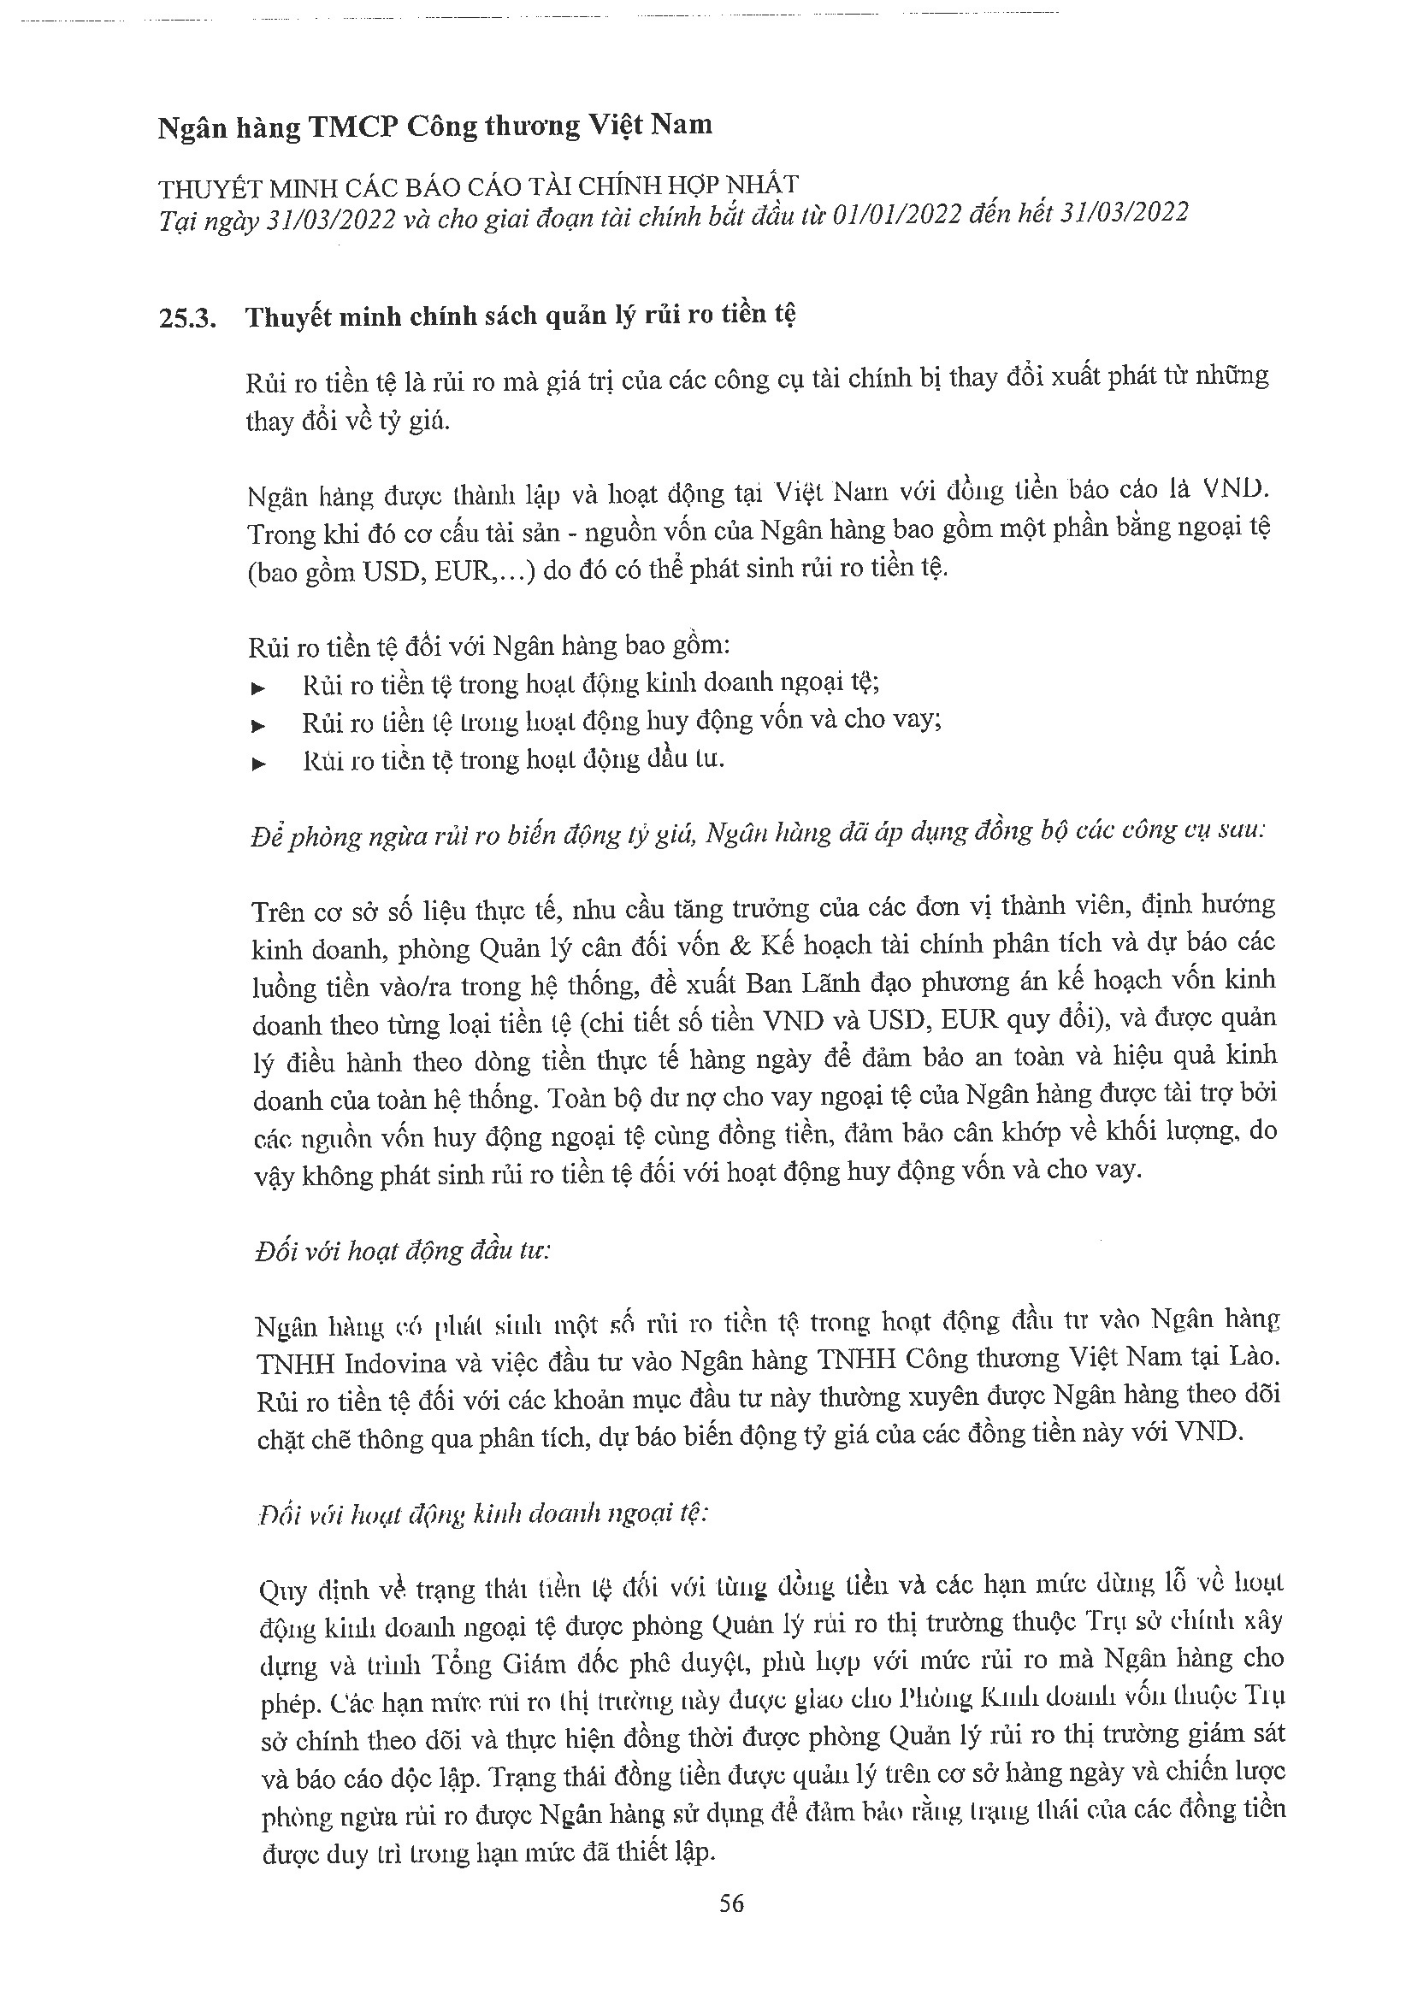 Ngân hàng TMCP Công thương Việt Nam
THUYẾT MINH CÁC BÁO CÁO TÀI CHÍNH HỢP NHẤT
Tại ngày 31/03/2022 và cho giai đoạn tài chính bắt đầu từ 01/01/2022 đến hết 31/03/2022
25.3. Thuyết minh chính sách quản lý rủi ro tiền tệ
Rủi ro tiền tệ là rủi ro mà giá trị của các công cụ tài chính bị thay đổi xuất phát từ những
thay đổi về tỷ giá.
Ngân hàng được thành lập và hoạt động tại Việt Nam với đồng tiền báo cáo là VND.
Trong khi đó cơ cấu tài sản - nguồn vốn của Ngân hàng bao gồm một phần bằng ngoại tệ
(bao gồm USD, EUR,...) do đó có thể phát sinh rủi ro tiền tệ.
Rủi ro tiền tệ đối với Ngân hàng bao gồm:
► Rủi ro tiền tệ trong hoạt động kinh doanh ngoại tệ;
► Rủi ro tiền tệ trong hoạt động huy động vốn và cho vay;
► Rủi ro tiền tệ trong hoạt động đầu tư.
Để phòng ngừa rủi ro biến động tỷ giá, Ngân hàng đã áp dụng đồng bộ các công cụ sau:
Trên cơ sở số liệu thực tế, nhu cầu tăng trưởng của các đơn vị thành viên, định hướng
kinh doanh, phòng Quản lý cân đối vốn & Kế hoạch tài chính phân tích và dự báo các
luồng tiền vào/ra trong hệ thống, đề xuất Ban Lãnh đạo phương án kế hoạch vốn kinh
doanh theo từng loại tiền tệ (chi tiết số tiền VND và USD, EUR quy đổi), và được quản
lý điều hành theo dòng tiền thực tế hàng ngày để đảm bảo an toàn và hiệu quả kinh
doanh của toàn hệ thống. Toàn bộ dư nợ cho vay ngoại tệ của Ngân hàng được tài trợ bởi
các nguồn vốn huy động ngoại tệ cùng đồng tiền, đảm bảo cân khớp về khối lượng, do
vậy không phát sinh rủi ro tiền tệ đối với hoạt động huy động vốn và cho vay.
Đối với hoạt động đầu tư:
Ngân hàng có phát sinh một số rủi ro tiền tệ trong hoạt động đầu tư vào Ngân hàng
TNHH Indovina và việc đầu tư vào Ngân hàng TNHH Công thương Việt Nam tại Lào.
Rủi ro tiền tệ đối với các khoản mục đầu tư này thường xuyên được Ngân hàng theo dõi
chặt chẽ thông qua phân tích, dự báo biến động tỷ giá của các đồng tiền này với VND.
Đối với hoạt động kinh doanh ngoại tệ:
Quy định về trạng thái tiền tệ đối với từng đồng tiền và các hạn mức dừng lỗ về hoạt
động kinh doanh ngoại tệ được phòng Quản lý rủi ro thị trường thuộc Trụ sở chính xây
dựng và trình Tổng Giám đốc phê duyệt, phù hợp với mức rủi ro mà Ngân hàng cho
phép. Các hạn mức rủi ro thị trường này được giao cho Phòng Kinh doanh vốn thuộc Trụ
sở chính theo dõi và thực hiện đồng thời được phòng Quản lý rủi ro thị trường giám sát
và báo cáo độc lập. Trạng thái đồng tiền được quản lý trên cơ sở hàng ngày và chiến lược
phòng ngừa rủi ro được Ngân hàng sử dụng để đảm bảo rằng trạng thái của các đồng tiền
được duy trì trong hạn mức đã thiết lập.
56